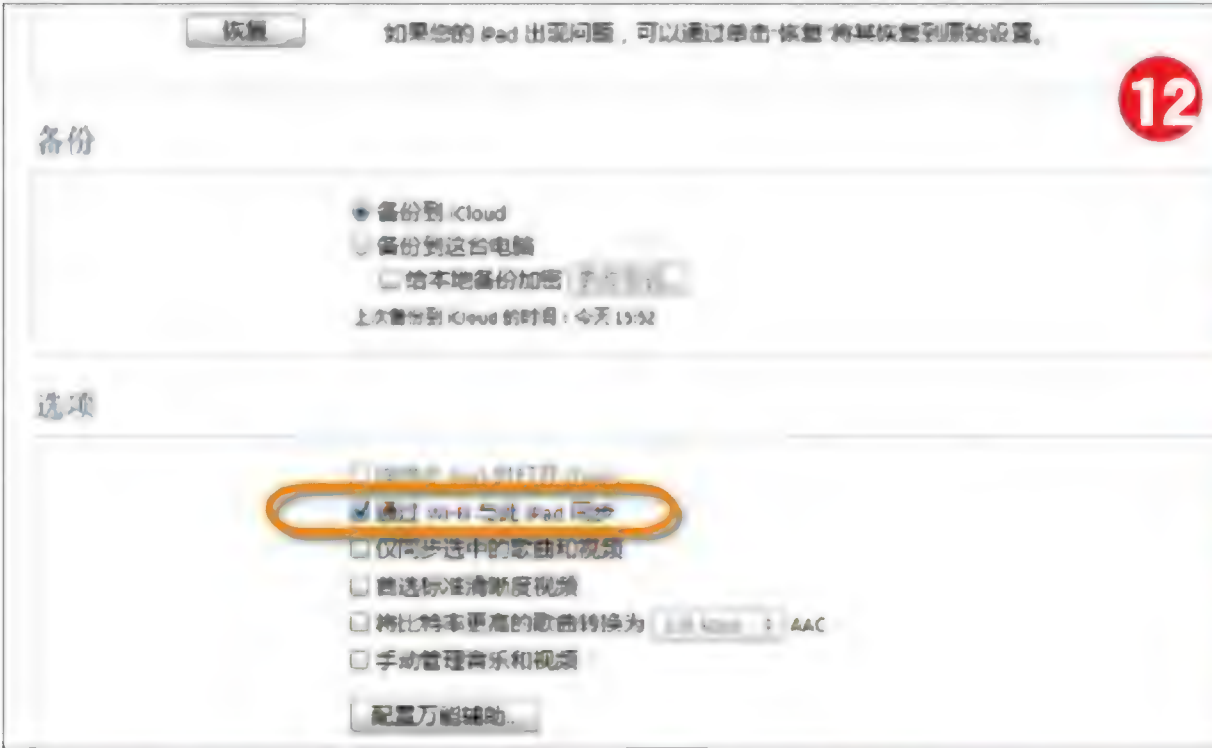 恢复 如果您的 iPad 出现问题，可以通过单击“恢复”将其恢复到原始设置。
12
备份
备份到 iCloud
备份到这台电脑
给本地备份加密
上次备份到 iCloud 的时间：今天 15:52
选项
通过 Wi-Fi 与此 iPad 同步
仅同步选中的歌曲和视频
首选标准清晰度视频
将比特率更高的歌曲转换为 AAC
手动管理音乐和视频
配置万能辅助...